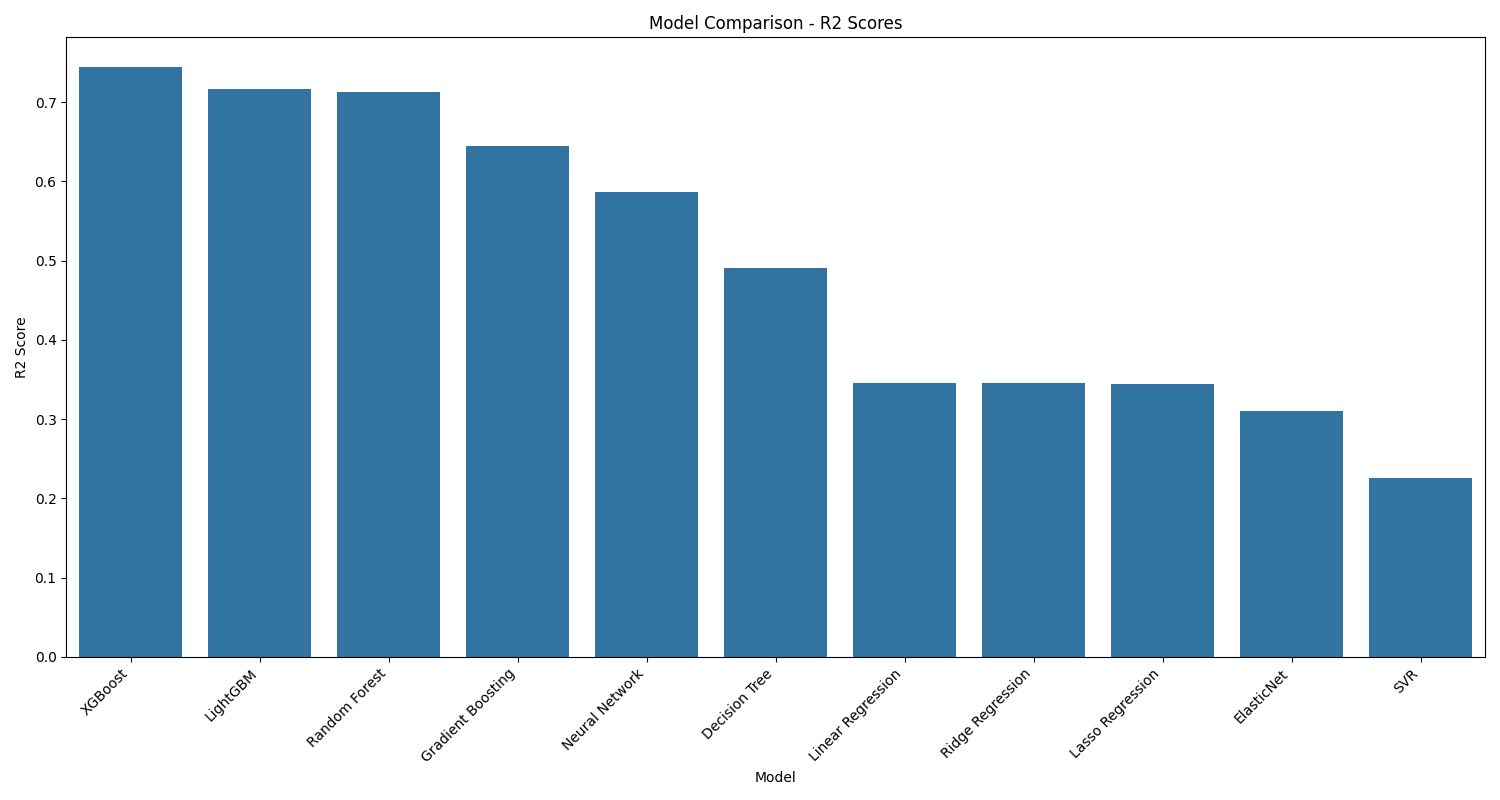 Model Comparison - R2 Scores
R2 Score
0.7
0.6
0.5
0.4
0.3
0.2
0.1
0.0
XGBoost
LightGBM
Random Forest
Gradient Boosting
Neural Network
Decision Tree
Linear Regression
Ridge Regression
Lasso Regression
ElasticNet
SVR
Model